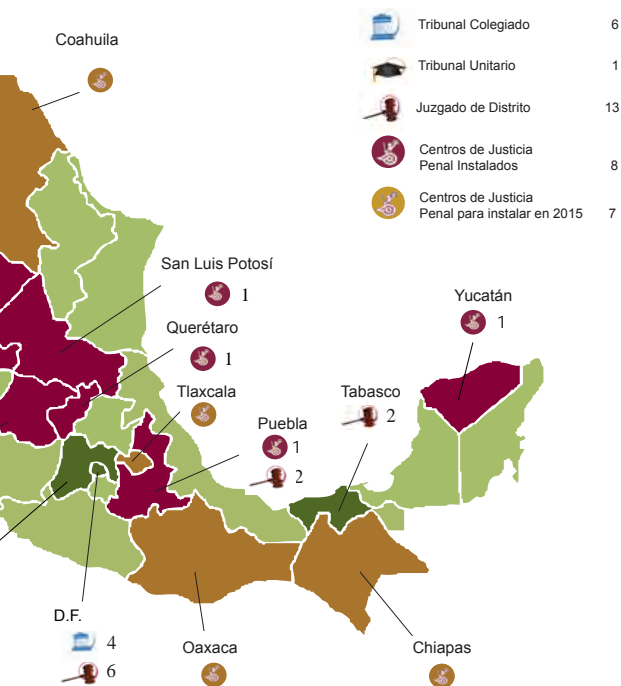 Coahuila
Tribunal Colegiado 6
Tribunal Unitario 1
Juzgado de Distrito 13
Centros de Justicia
Penal Instalados 8
Centros de Justicia
Penal para instalar en 2015 7
San Luis Potosí
1
Querétaro
1
Tlaxcala
Yucatán
1
Tabasco
2
Puebla
1
2
D.F.
4
6
Oaxaca
Chiapas